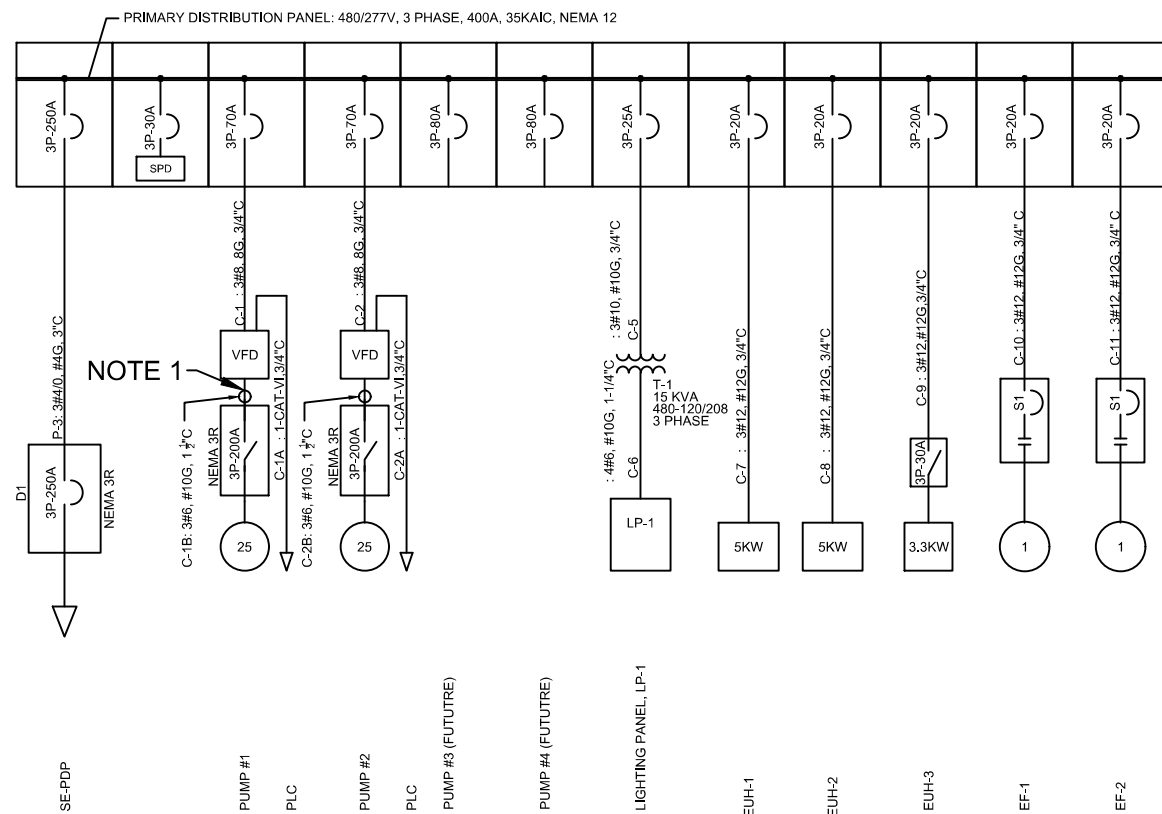 PRIMARY DISTRIBUTION PANEL: 480/277V, 3 PHASE, 400A, 35KAIC, NEMA 12
3P-250A
3P-30A
3P-70A
3P-70A
3P-80A
3P-80A
3P-25A
3P-20A
3P-20A
3P-20A
3P-20A
3P-20A
SPD
P-3: 3#4/0, #4G, 3"C
C-1 : 3#8, 8G, 3/4"C
C-2 : 3#8, 8G, 3/4"C
C-5 : 3#10, #10G, 3/4"C
C-7 : 3#12, #12G, 3/4"C
C-8 : 3#12, #12G, 3/4"C
C-9 : 3#12,#12G,3/4"C
C-10 : 3#12, #12G, 3/4" C
C-11 : 3#12, #12G, 3/4" C
VFD
VFD
NOTE 1
T-1
15 KVA
480-120/208
3 PHASE
C-1B: 3#6, #10G, 1 1/2"C
NEMA 3R
3P-200A
C-1A : 1-CAT-VI,3/4"C
C-2B: 3#6, #10G, 1 1/2"C
NEMA 3R
3P-200A
C-2A : 1-CAT-VI,3/4"C
C-6 : 4#6, #10G, 1-1/4"C
S1
S1
D1
3P-250A
NEMA 3R
3P-30A
LP-1
25
25
5KW
5KW
3.3KW
1
1
SE-PDP
PUMP #1
PLC
PUMP #2
PLC
PUMP #3 (FUTUTRE)
PUMP #4 (FUTUTRE)
LIGHTING PANEL, LP-1
EUH-1
EUH-2
EUH-3
EF-1
EF-2